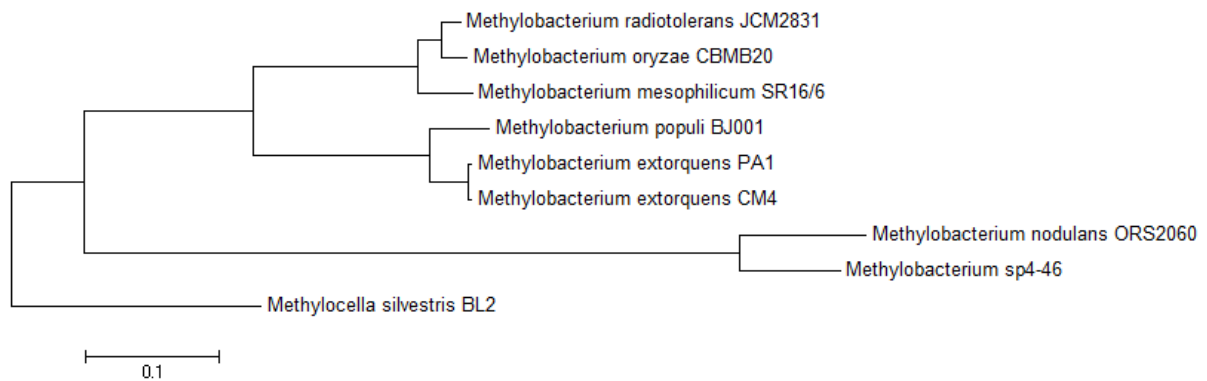 Methylobacterium radiotolerans JCM2831
Methylobacterium oryzae CBMB20
Methylobacterium mesophilicum SR16/6
Methylobacterium populi BJ001
Methylobacterium extorquens PA1
Methylobacterium extorquens CM4
Methylobacterium nodulans ORS2060
Methylobacterium sp4-46
Methylocella silvestris BL2
0.1